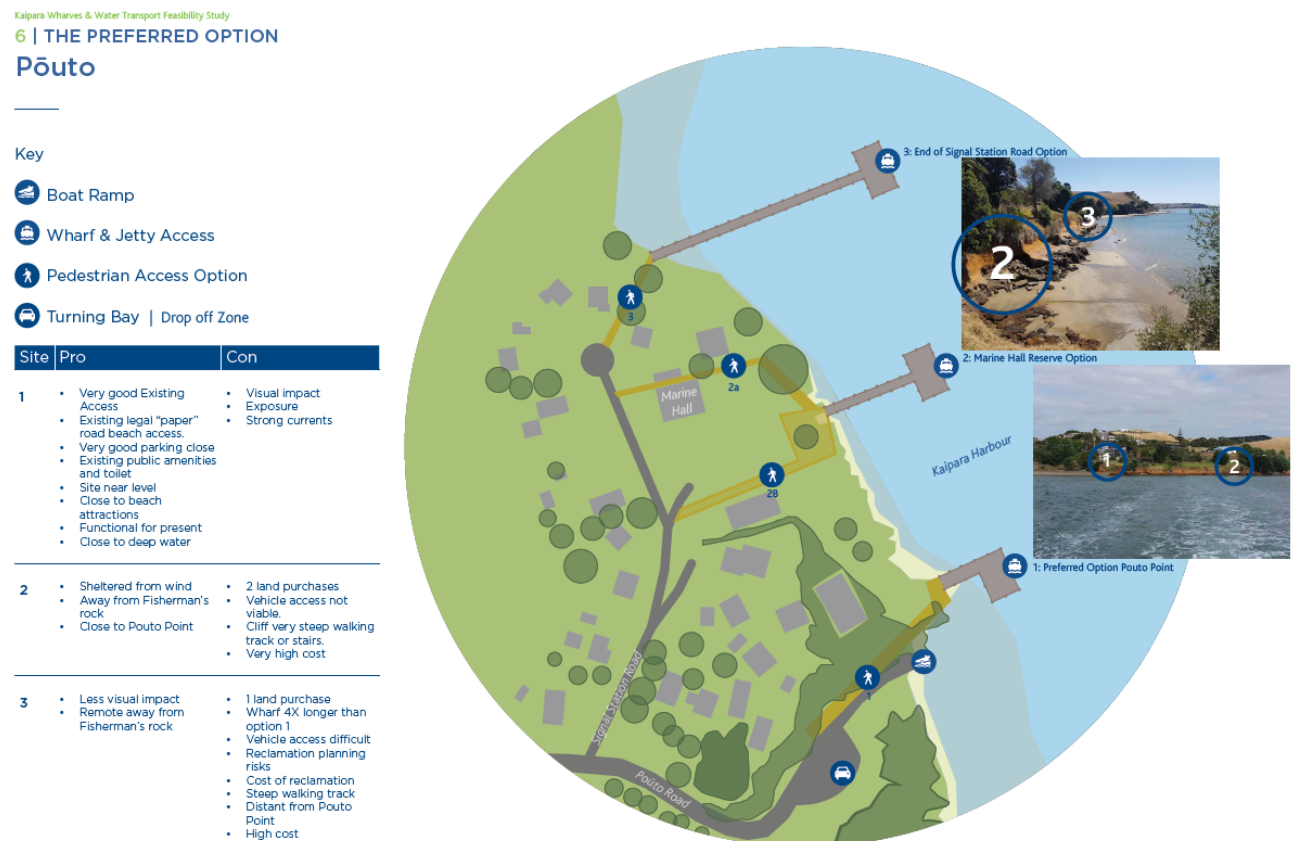 Kaipara Wharves & Water Transport Feasibility Study
6 | THE PREFERRED OPTION
Pōuto
Key
Boat Ramp
Wharf & Jetty Access
Pedestrian Access Option
Turning Bay | Drop off Zone
Site Pro Con
1
• Very good Existing
Access
• Existing legal “paper”
road beach access.
• Very good parking close
• Existing public amenities
and toilet
• Site near level
• Close to beach
attractions
• Functional for present
• Close to deep water
• Visual impact
• Exposure
• Strong currents
2
• Sheltered from wind
• Away from Fisherman’s
rock
• Close to Pouto Point
• 2 land purchases
• Vehicle access not
viable.
• Cliff very steep walking
track or stairs.
• Very high cost
3
• Less visual impact
• Remote away from
Fisherman’s rock
• 1 land purchase
• Wharf 4X longer than
option 1
• Vehicle access difficult
• Reclamation planning
risks
• Cost of reclamation
• Steep walking track
• Distant from Pouto
Point
• High cost
3: End of Signal Station Road Option
3
2
3
2: Marine Hall Reserve Option
2a
Marine
Hall
Kaipara Harbour
1
2
2B
1: Preferred Option Pouto Point
1
Signal Station Road
Poūto Road